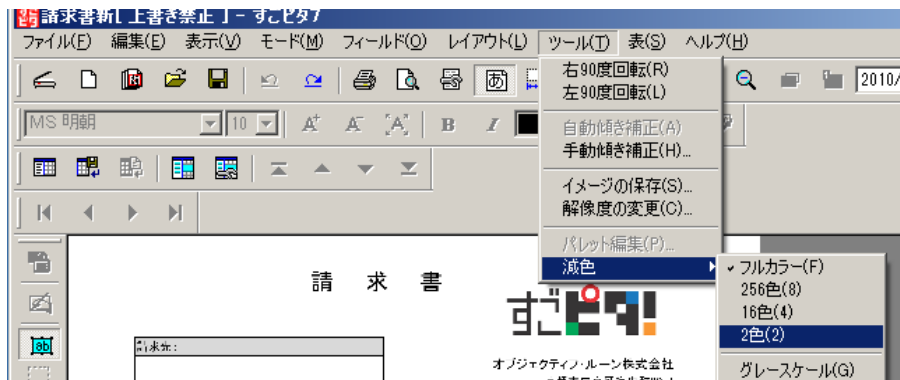 請求書新[ 上書き禁止 ] - すごピタ7
ファイル(F) 編集(E) 表示(V) モード(M) フィールド(O) レイアウト(L) ツール(T) 表(S) ヘルプ(H)
あ
2010/
MS 明朝 10 A A A B I
右90度回転(R)
左90度回転(L)
自動傾き補正(A)
手動傾き補正(H)...
イメージの保存(S)...
解像度の変更(C)...
パレット編集(P)...
減色
フルカラー(F)
256色(8)
16色(4)
2色(2)
グレースケール(G)
ab
請 求 書
すごピタ!
請求先:
オブジェクティブ・ルーン株式会社